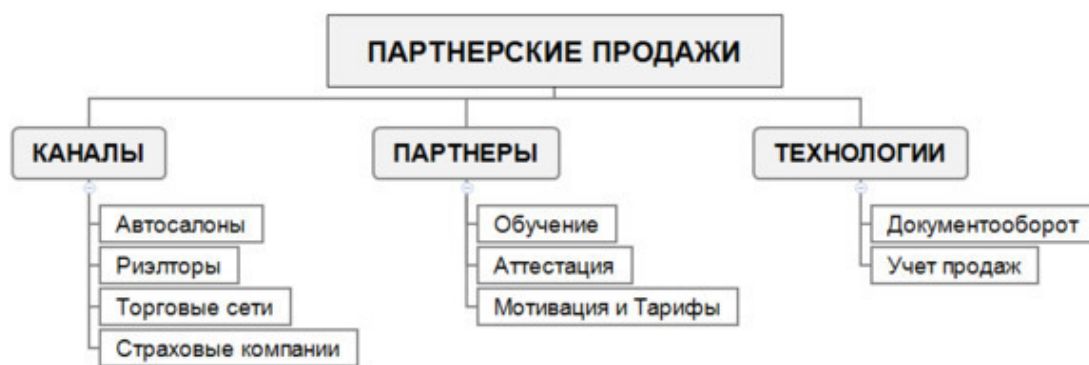 ПАРТНЕРСКИЕ ПРОДАЖИ
КАНАЛЫ
Автосалоны
Риэлторы
Торговые сети
Страховые компании
ПАРТНЕРЫ
Обучение
Аттестация
Мотивация и Тарифы
ТЕХНОЛОГИИ
Документооборот
Учет продаж